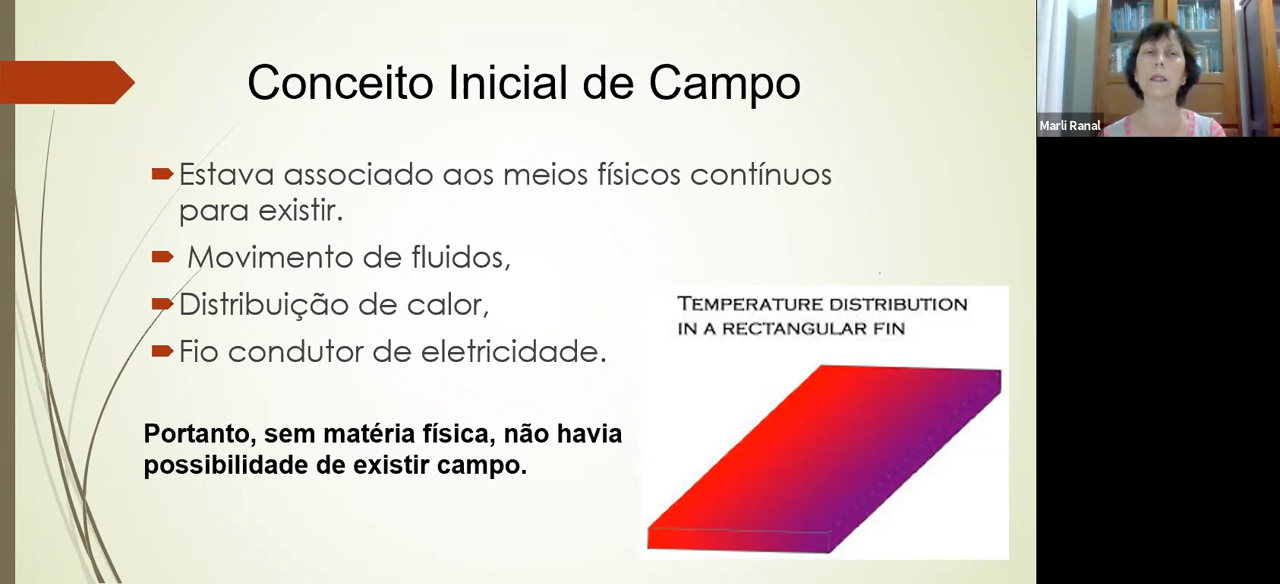 Conceito Inicial de Campo
Estava associado aos meios físicos contínuos
para existir.
Movimento de fluidos,
Distribuição de calor,
Fio condutor de eletricidade.
Portanto, sem matéria física, não havia
possibilidade de existir campo.
TEMPERATURE DISTRIBUTION
IN A RECTANGULAR FIN
Marli Ranal